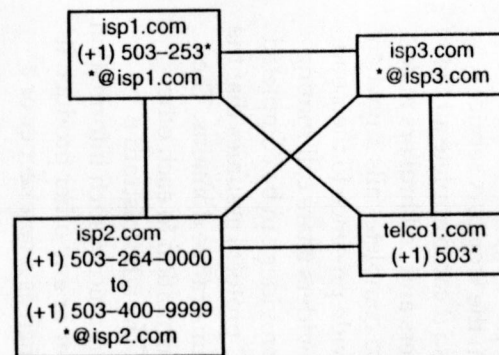 isp1.com
(+1) 503–253*
*@isp1.com
isp3.com
*@isp3.com
isp2.com
(+1) 503–264–0000
to
(+1) 503–400–9999
*@isp2.com
telco1.com
(+1) 503*